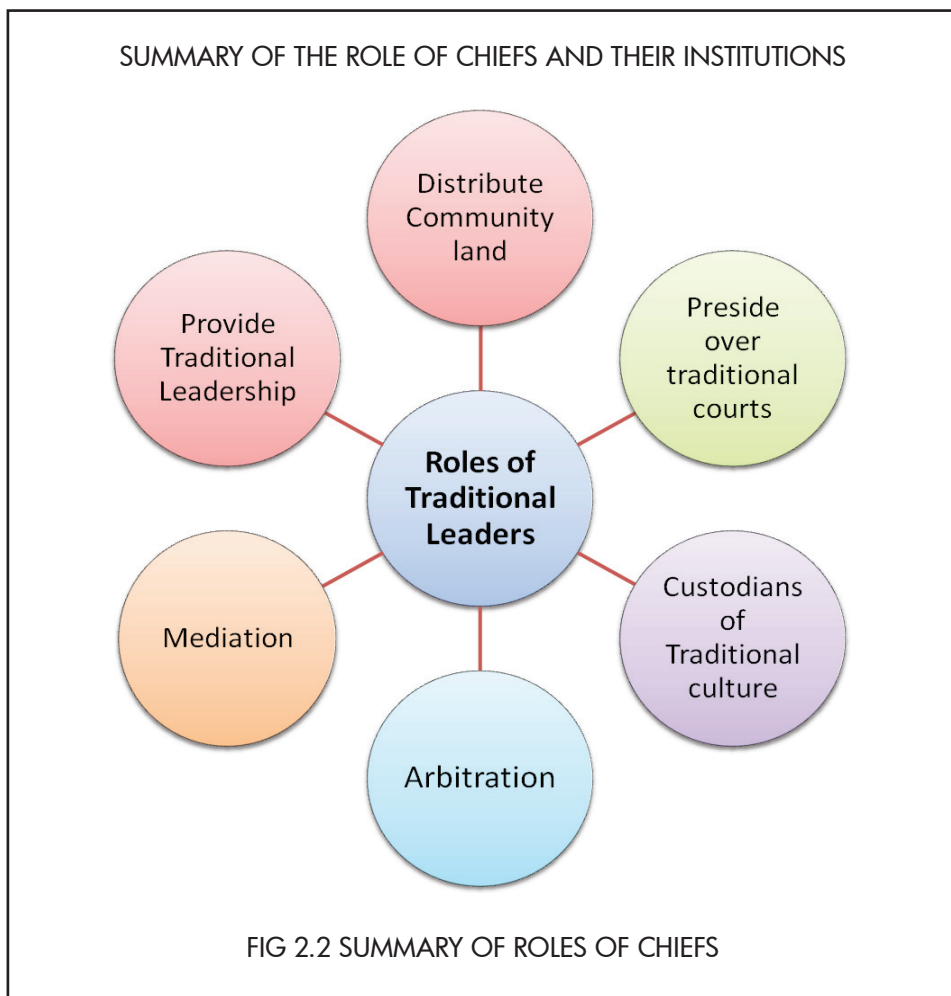 SUMMARY OF THE ROLE OF CHIEFS AND THEIR INSTITUTIONS
Distribute
Community
land
Preside
over
traditional
courts
Custodians
of
Traditional
culture
Arbitration
Mediation
Provide
Traditional
Leadership
Roles of
Traditional
Leaders
FIG 2.2 SUMMARY OF ROLES OF CHIEFS